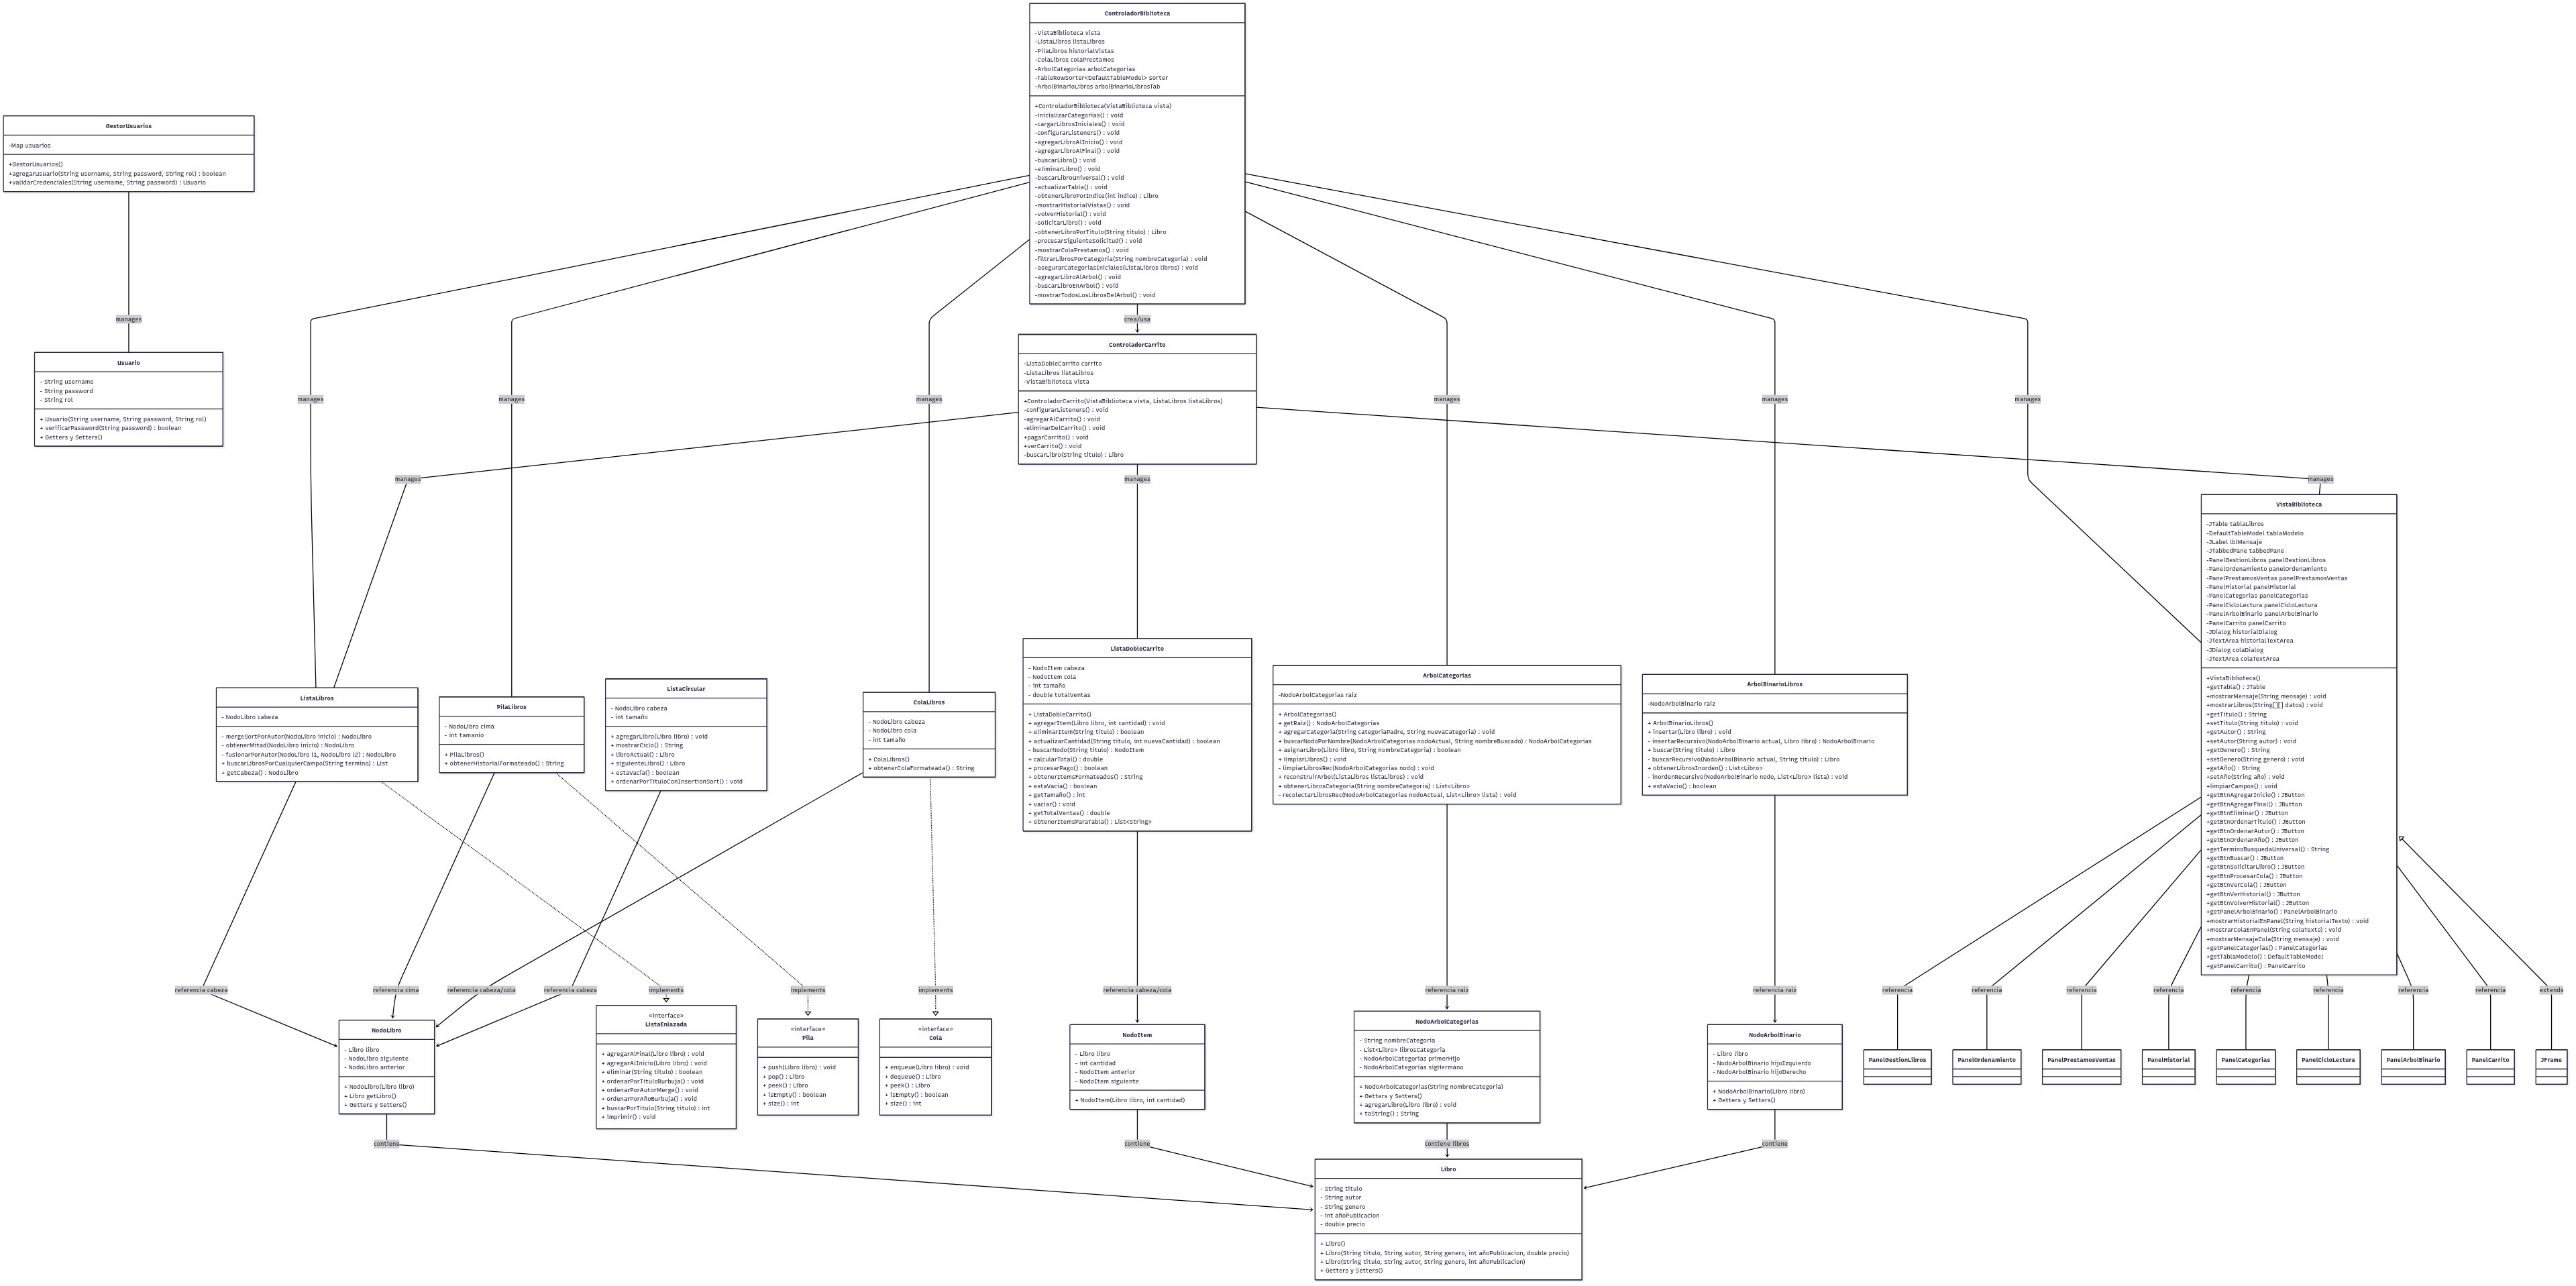 ControladorBiblioteca
-VistaBiblioteca vista
-ListaLibros listaLibros
-PilaLibros historialVistas
-ColaLibros colaPrestamos
-ArbolCategorias arbolCategorias
-TableRowSorter<DefaultTableModel> sorter
-ArbolBinarioLibros arbolBinarioLibrosTab
+ControladorBiblioteca(VistaBiblioteca vista)
-inicializarCategorias() : void
-cargarLibrosIniciales() : void
-configurarListeners() : void
-agregarLibroAlInicio() : void
-agregarLibroAlFinal() : void
-buscarLibro() : void
-eliminarLibro() : void
-buscarLibroUniversal() : void
-actualizarTabla() : void
-obtenerLibroPorIndice(int indice) : Libro
-mostrarHistorialVistas() : void
-volverHistorial() : void
-solicitarLibro() : void
-obtenerLibroPorTitulo(String titulo) : Libro
-procesarSiguienteSolicitud() : void
-mostrarColaPrestamos() : void
-filtrarLibrosPorCategoria(String nombreCategoria) : void
-asegurarCategoriasIniciales(ListaLibros libros) : void
-agregarLibroAlArbol() : void
-buscarLibroEnArbol() : void
-mostrarTodosLosLibrosDelArbol() : void
GestorUsuarios
-Map usuarios
+GestorUsuarios()
+agregarUsuario(String username, String password, String rol) : boolean
+validarCredenciales(String username, String password) : Usuario
manages
crea/usa
Usuario
- String username
- String password
- String rol
+ Usuario(String username, String password, String rol)
+ verificarPassword(String password) : boolean
+ Getters y Setters()
ControladorCarrito
-ListaDobleCarrito carrito
-ListaLibros listaLibros
-VistaBiblioteca vista
+ControladorCarrito(VistaBiblioteca vista, ListaLibros listaLibros)
-configurarListeners() : void
-agregarAlCarrito() : void
-eliminarDelCarrito() : void
+pagarCarrito() : void
+verCarrito() : void
-buscarLibro(String titulo) : Libro
manages
manages
manages
manages
manages
manages
manages
manages
manages
VistaBiblioteca
-JTable tablaLibros
-DefaultTableModel tablaModelo
-JLabel lblMensaje
-JTabbedPane tabbedPane
-PanelGestionLibros panelGestionLibros
-PanelOrdenamiento panelOrdenamiento
-PanelPrestamosVentas panelPrestamosVentas
-PanelHistorial panelHistorial
-PanelCategorias panelCategorias
-PanelCicloLectura panelCicloLectura
-PanelArbolBinario panelArbolBinario
-PanelCarrito panelCarrito
-JDialog historialDialog
-JTextArea historialTextArea
-JDialog colaDialog
-JTextArea colaTextArea
+VistaBiblioteca()
+getTabla() : JTable
+mostrarMensaje(String mensaje) : void
+mostrarLibros(String[][] datos) : void
+getTitulo() : String
+setTitulo(String titulo) : void
+getAutor() : String
+setAutor(String autor) : void
+getGenero() : String
+setGenero(String genero) : void
+getAño() : String
+setAño(String año) : void
+limpiarCampos() : void
+getBtnAgregarInicio() : JButton
+getBtnAgregarFinal() : JButton
+getBtnEliminar() : JButton
+getBtnOrdenarTitulo() : JButton
+getBtnOrdenarAutor() : JButton
+getBtnOrdenarAño() : JButton
+getTerminoBusquedaUniversal() : String
+getBtnBuscar() : JButton
+getBtnSolicitarLibro() : JButton
+getBtnProcesarCola() : JButton
+getBtnVerCola() : JButton
+getBtnVerHistorial() : JButton
+getBtnVolverHistorial() : JButton
+getPanelArbolBinario() : PanelArbolBinario
+mostrarHistorialEnPanel(String historialTexto) : void
+mostrarColaEnPanel(String colaTexto) : void
+mostrarMensajeCola(String mensaje) : void
+getPanelCategorias() : PanelCategorias
+getTablaModelo() : DefaultTableModel
+getPanelCarrito() : PanelCarrito
ListaLibros
- NodoLibro cabeza
- mergeSortPorAutor(NodoLibro inicio) : NodoLibro
- obtenerMitad(NodoLibro inicio) : NodoLibro
- fusionarPorAutor(NodoLibro l1, NodoLibro l2) : NodoLibro
+ buscarLibrosPorCualquierCampo(String termino) : List
+ getCabeza() : NodoLibro
PilaLibros
- NodoLibro cima
- int tamanio
+ PilaLibros()
+ obtenerHistorialFormateado() : String
ListaCircular
- NodoLibro cabeza
- int tamaño
+ agregarLibro(Libro libro) : void
+ mostrarCiclo() : String
+ libroActual() : Libro
+ siguienteLibro() : Libro
+ estaVacia() : boolean
+ ordenarPorTituloConInsertionSort() : void
ColaLibros
- NodoLibro cabeza
- NodoLibro cola
- int tamaño
+ ColaLibros()
+ obtenerColaFormateada() : String
ListaDobleCarrito
- NodoItem cabeza
- NodoItem cola
- int tamaño
- double totalVentas
+ ListaDobleCarrito()
+ agregarItem(Libro libro, int cantidad) : void
+ eliminarItem(String titulo) : boolean
+ actualizarCantidad(String titulo, int nuevaCantidad) : boolean
- buscarNodo(String titulo) : NodoItem
+ calcularTotal() : double
+ procesarPago() : boolean
+ obtenerItemsFormateados() : String
+ estaVacia() : boolean
+ getTamaño() : int
+ vaciar() : void
+ getTotalVentas() : double
+ obtenerItemsParaTabla() : List<String>
ArbolCategorias
-NodoArbolCategorias raiz
+ ArbolCategorias()
+ getRaiz() : NodoArbolCategorias
+ agregarCategoria(String categoriaPadre, String nuevaCategoria) : void
+ buscarNodoPorNombre(NodoArbolCategorias nodoActual, String nombreBuscado) : NodoArbolCategorias
+ asignarLibro(Libro libro, String nombreCategoria) : boolean
+ limpiarLibros() : void
- limpiarLibrosRec(NodoArbolCategorias nodo) : void
+ reconstruirArbol(ListaLibros listaLibros) : void
+ obtenerLibrosCategoria(String nombreCategoria) : List<Libro>
- recolectarLibrosRec(NodoArbolCategorias nodoActual, List<Libro> lista) : void
ArbolBinarioLibros
-NodoArbolBinario raiz
+ ArbolBinarioLibros()
+ insertar(Libro libro) : void
- insertarRecursivo(NodoArbolBinario actual, Libro libro) : NodoArbolBinario
+ buscar(String titulo) : Libro
- buscarRecursivo(NodoArbolBinario actual, String titulo) : Libro
+ obtenerLibrosInorden() : List<Libro>
- inordenRecursivo(NodoArbolBinario nodo, List<Libro> lista) : void
+ estaVacio() : boolean
referencia cabeza
referencia cima
referencia cabeza/cola
referencia cabeza
implements
implements
implements
referencia cabeza/cola
referencia raiz
referencia raiz
referencia
referencia
referencia
referencia
referencia
referencia
referencia
referencia
extends
NodoLibro
- Libro libro
- NodoLibro siguiente
- NodoLibro anterior
+ NodoLibro(Libro libro)
+ Libro getLibro()
+ Getters y Setters()
«interface»
ListaEnlazada
+ agregarAlFinal(Libro libro) : void
+ agregarAlInicio(Libro libro) : void
+ eliminar(String titulo) : boolean
+ ordenarPorTituloBurbuja() : void
+ ordenarPorAutorMerge() : void
+ ordenarPorAñoBurbuja() : void
+ buscarPorTitulo(String titulo) : int
+ imprimir() : void
«interface»
Pila
+ push(Libro libro) : void
+ pop() : Libro
+ peek() : Libro
+ isEmpty() : boolean
+ size() : int
«interface»
Cola
+ enqueue(Libro libro) : void
+ dequeue() : Libro
+ peek() : Libro
+ isEmpty() : boolean
+ size() : int
NodoItem
- Libro libro
- int cantidad
- NodoItem anterior
- NodoItem siguiente
+ NodoItem(Libro libro, int cantidad)
NodoArbolCategorias
- String nombreCategoria
- List<Libro> librosCategoria
- NodoArbolCategorias primerHijo
- NodoArbolCategorias sigHermano
+ NodoArbolCategorias(String nombreCategoria)
+ Getters y Setters()
+ agregarLibro(Libro libro) : void
+ toString() : String
NodoArbolBinario
- Libro libro
- NodoArbolBinario hijoIzquierdo
- NodoArbolBinario hijoDerecho
+ NodoArbolBinario(Libro libro)
+ Getters y Setters()
PanelGestionLibros
PanelOrdenamiento
PanelPrestamosVentas
PanelHistorial
PanelCategorias
PanelCicloLectura
PanelArbolBinario
PanelCarrito
JFrame
contiene
contiene
contiene libros
contiene
Libro
- String titulo
- String autor
- String genero
- int añoPublicacion
- double precio
+ Libro()
+ Libro(String titulo, String autor, String genero, int añoPublicacion, double precio)
+ Libro(String titulo, String autor, String genero, int añoPublicacion)
+ Getters y Setters()